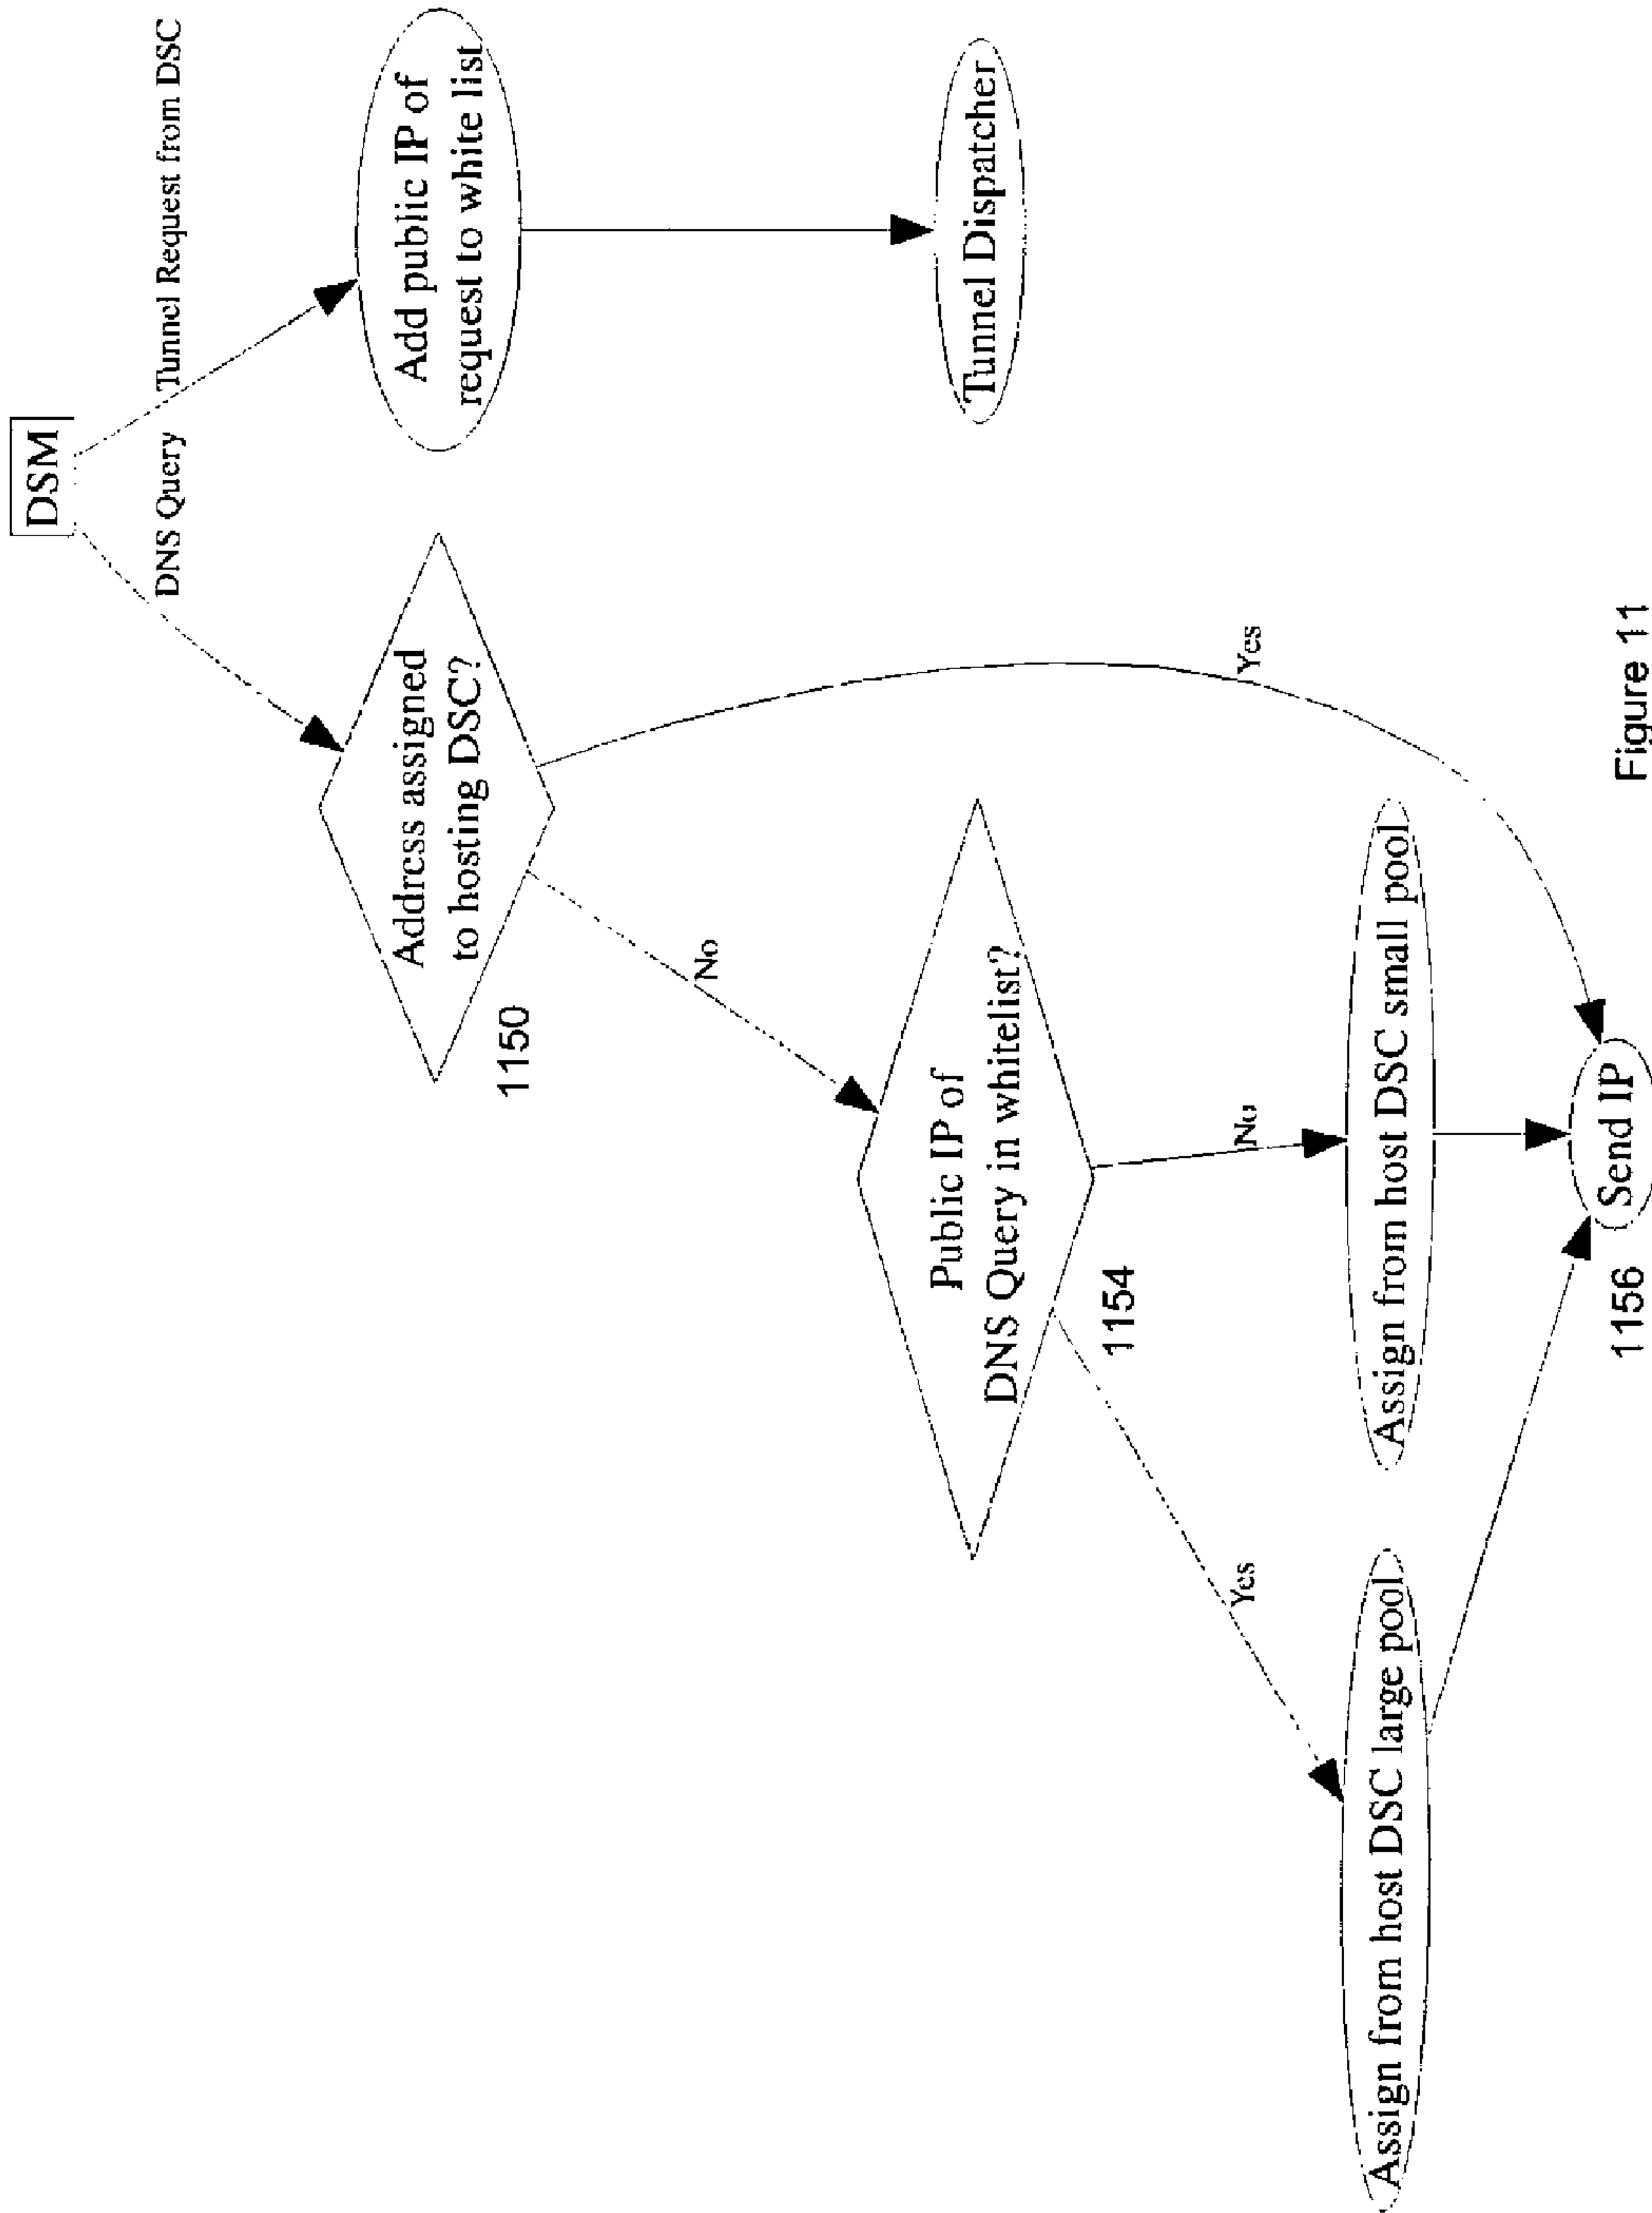 DSM
DNS Query
Tunnel Request from DSC
Address assigned
to hosting DSC?
1150
Add public IP of
request to white list
No
Yes
Public IP of
DNS Query in whitelist?
1154
Tunnel Dispatcher
Yes
No
Assign from host DSC large pool
Assign from host DSC small pool
1156
Send IP
Figure 11